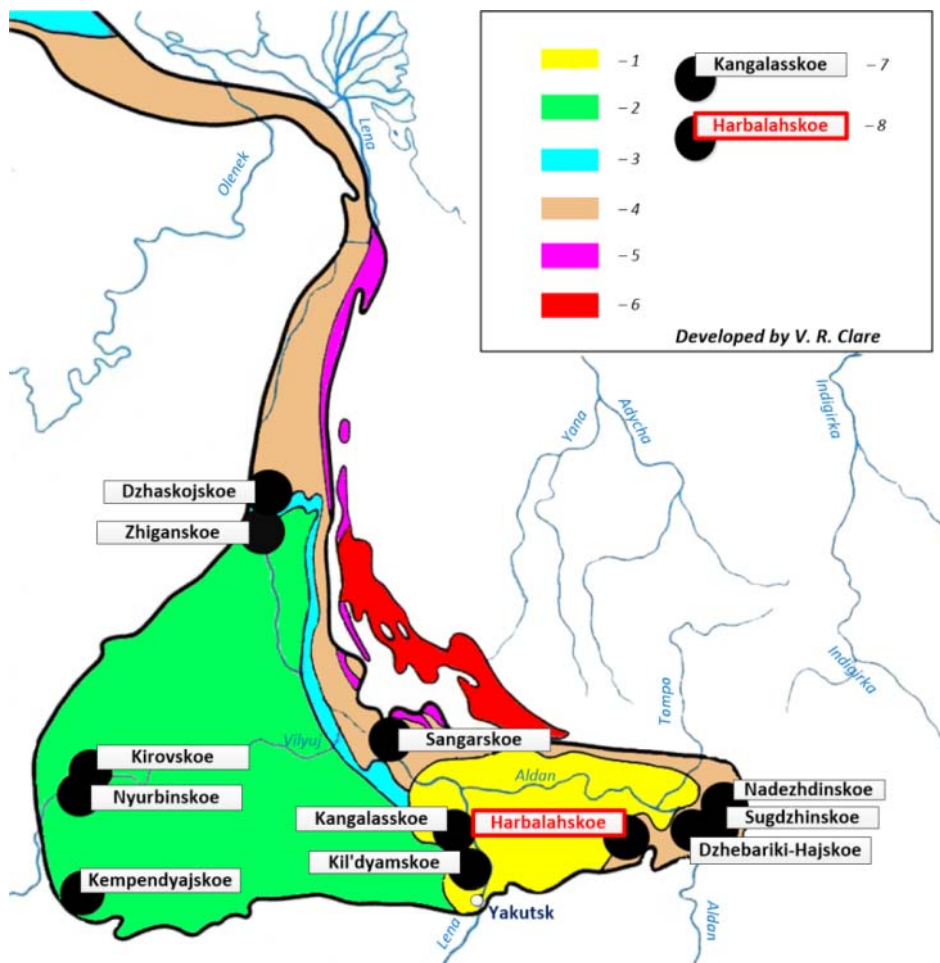 Kangalasskoe
– 7
Harbalahskoe
– 8
– 1
– 2
– 3
– 4
– 5
– 6
Developed by V. R. Clare
Olenek
Lena
Yana
Adycha
Indigirka
Dzhaskojskoe
Zhiganskoe
Indigirka
Tompo
Vilyuj
Sangarskoe
Kirovskoe
Aldan
Nyurbinskoe
Nadezhdinskoe
Kangalasskoe
Harbalahskoe
Sugdzhinskoe
Kil'dyamskoe
Dzhebariki-Hajskoe
Kempendyajskoe
Yakutsk
Lena
Aldan